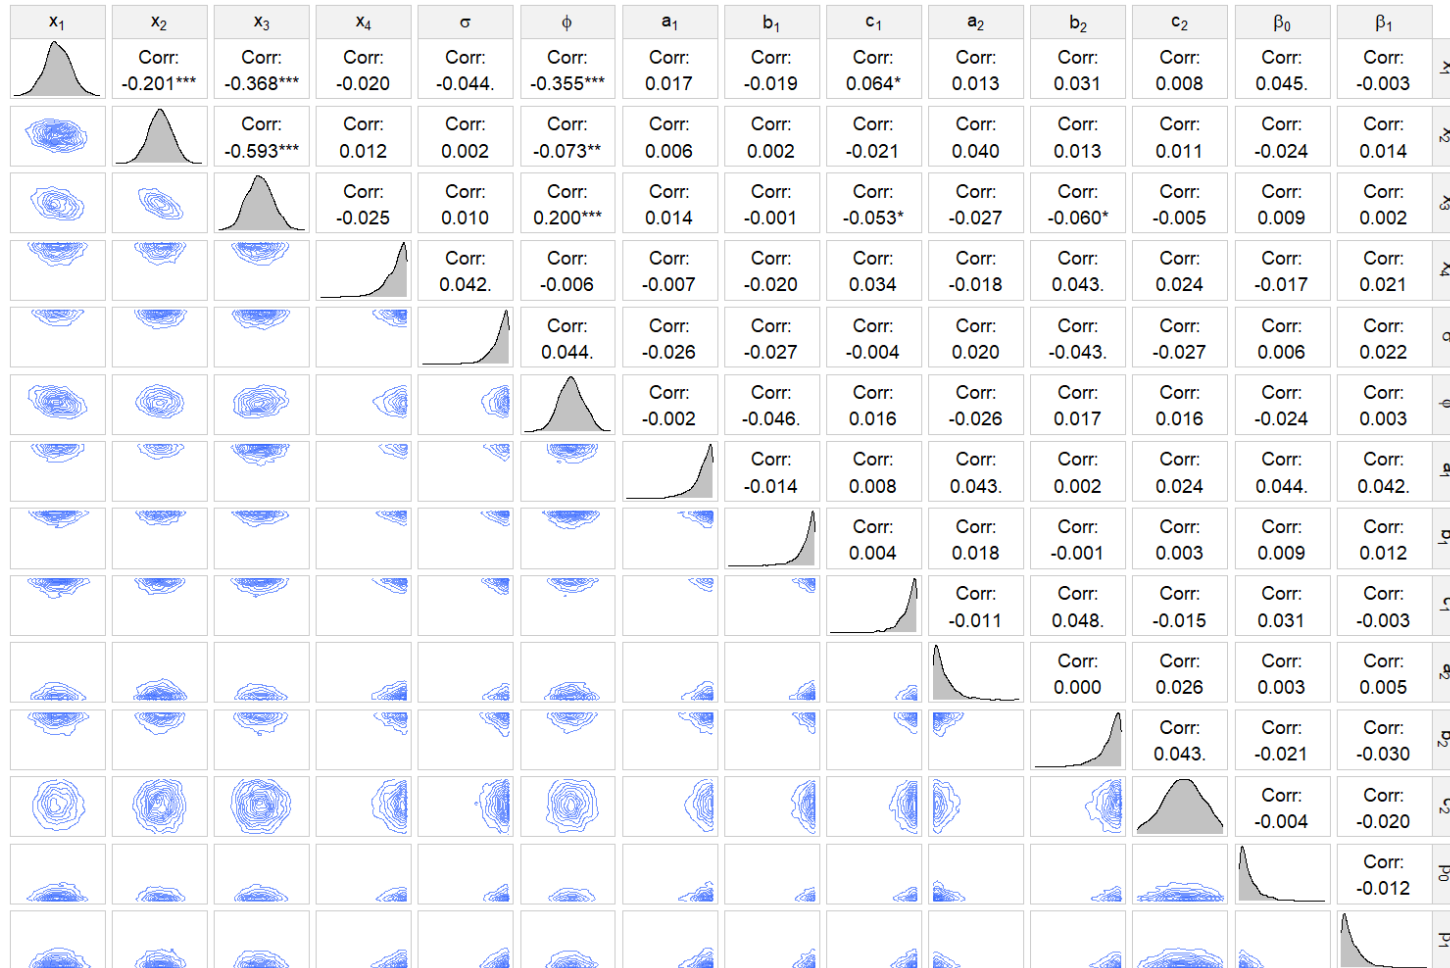 x₁ x₂ x₃ x₄ σ ϕ a₁ b₁ c₁ a₂ b₂ c₂ β₀ β₁
Corr: Corr: Corr: Corr: Corr: Corr: Corr: Corr: Corr: Corr: Corr: Corr: Corr:
-0.201*** -0.368*** -0.020 -0.044. -0.355*** 0.017 -0.019 0.064* 0.013 0.031 0.008 0.045. -0.003
x₁
Corr: Corr: Corr: Corr: Corr: Corr: Corr: Corr: Corr: Corr: Corr: Corr:
-0.593*** 0.012 0.002 -0.073** 0.006 0.002 -0.021 0.040 0.013 0.011 -0.024 0.014
x₂
Corr: Corr: Corr: Corr: Corr: Corr: Corr: Corr: Corr: Corr: Corr:
-0.025 0.010 0.200*** 0.014 -0.001 -0.053* -0.027 -0.060* -0.005 0.009 0.002
x₃
Corr: Corr: Corr: Corr: Corr: Corr: Corr: Corr: Corr: Corr:
0.042. -0.006 -0.007 -0.020 0.034 -0.018 0.043. 0.024 -0.017 0.021
x₄
Corr: Corr: Corr: Corr: Corr: Corr: Corr: Corr: Corr:
0.044. -0.026 -0.027 -0.004 0.020 -0.043. -0.027 0.006 0.022
σ
Corr: Corr: Corr: Corr: Corr: Corr: Corr: Corr:
-0.002 -0.046. 0.016 -0.026 0.017 0.016 -0.024 0.003
ϕ
Corr: Corr: Corr: Corr: Corr: Corr: Corr:
-0.014 0.008 0.043. 0.002 0.024 0.044. 0.042.
a₁
Corr: Corr: Corr: Corr: Corr: Corr:
0.004 0.018 -0.001 0.003 0.009 0.012
b₁
Corr: Corr: Corr: Corr: Corr:
-0.011 0.048. -0.015 0.031 -0.003
c₁
Corr: Corr: Corr: Corr:
0.000 0.026 0.003 0.005
a₂
Corr: Corr: Corr:
0.043. -0.021 -0.030
b₂
Corr: Corr:
-0.004 -0.020
c₂
Corr:
-0.012
β₀
β₁